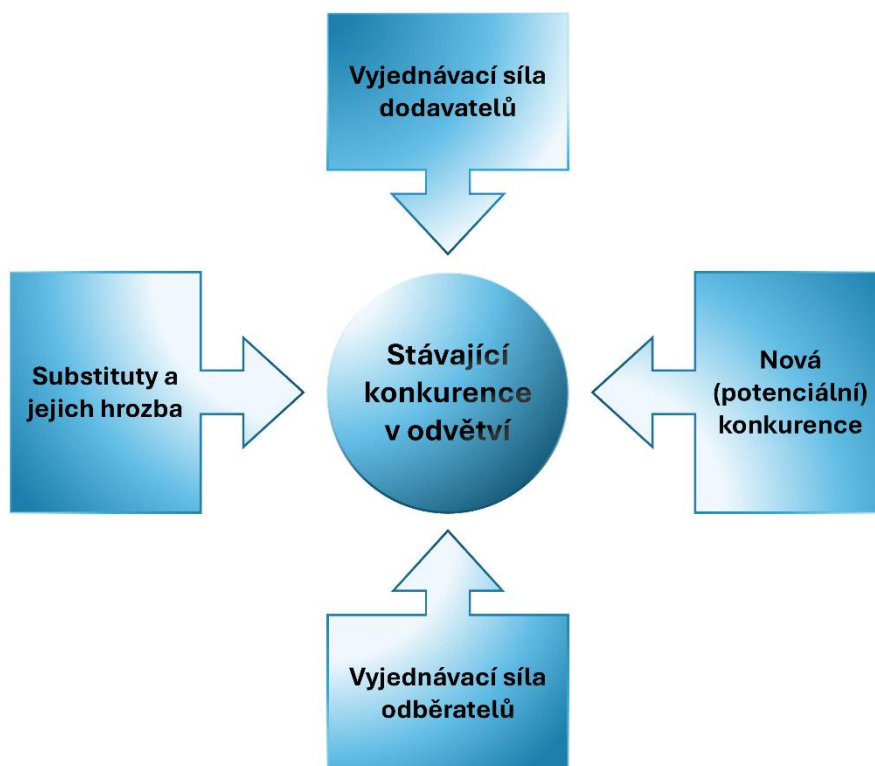 Vyjednávací síla
dodavatelů
Substituty a
jejich hrozba
Stávající
konkurence
v odvětví
Nová
(potenciální)
konkurence
Vyjednávací síla
odběratelů